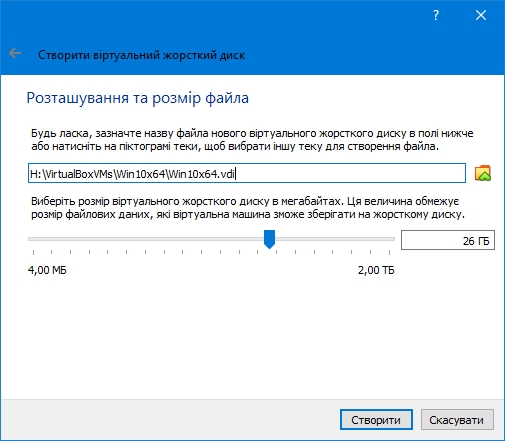 ?
Створити віртуальний жорсткий диск
Розташування та розмір файла
Будь ласка, зазначте назву файла нового віртуального жорсткого диску в полі нижче
або натисніть на піктограмі теки, щоб вибрати іншу теку для створення файла.
H:\VirtualBoxVMs\Win10x64\Win10x64.vdi
Виберіть розмір віртуального жорсткого диску в мегабайтах. Ця величина обмежує
розмір файлових даних, які віртуальна машина зможе зберігати на жорсткому диску.
26 ГБ
4,00 МБ 2,00 ТБ
Створити Скасувати